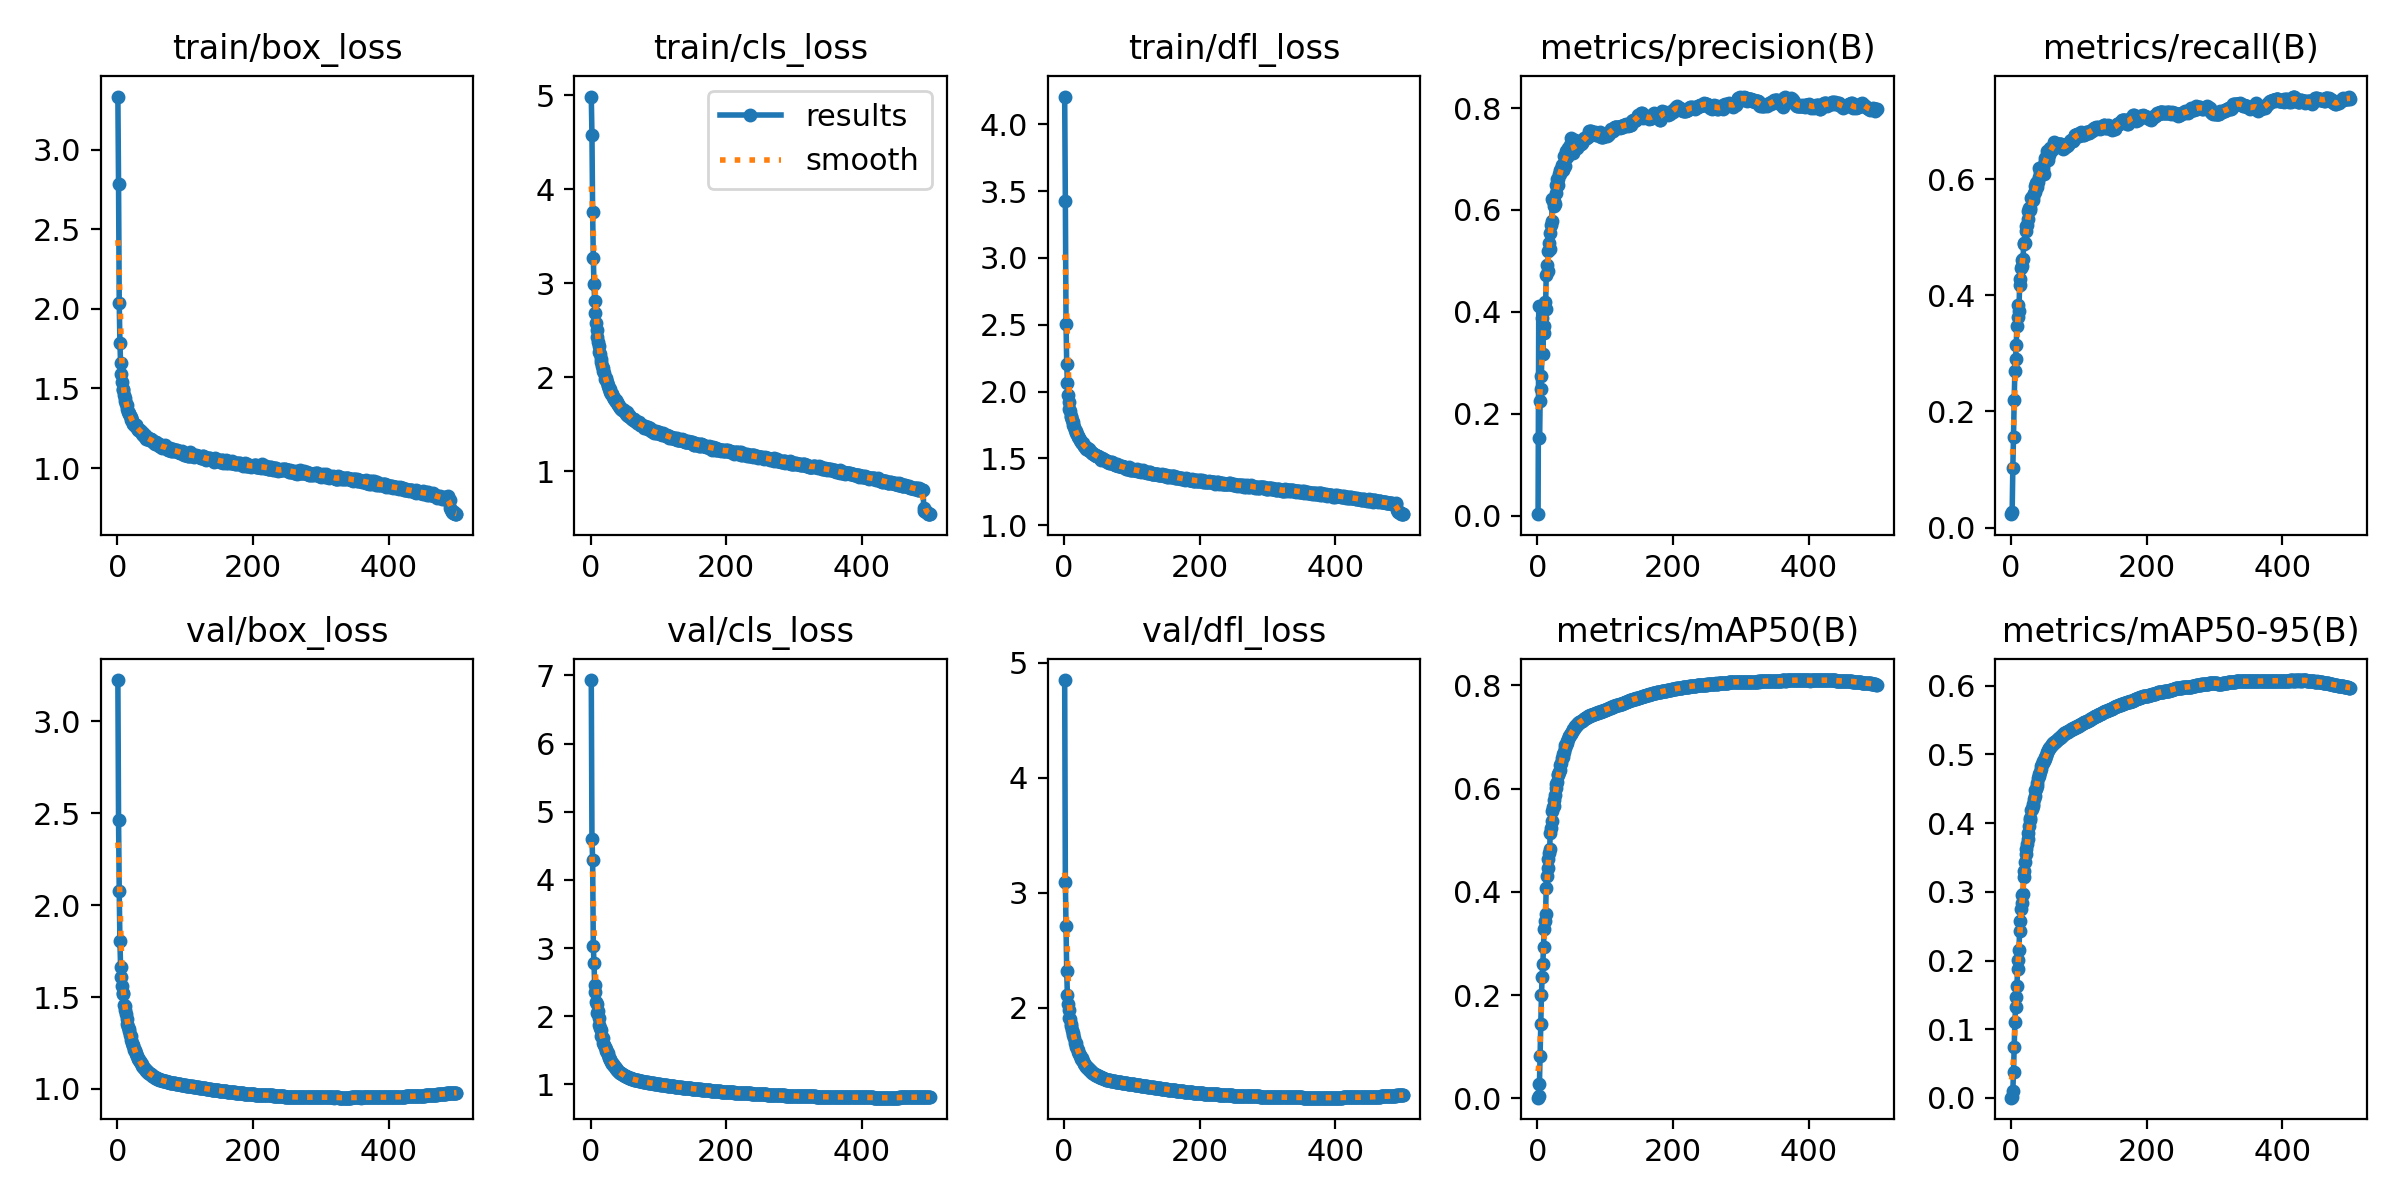 train/box_loss
3.0
2.5
2.0
1.5
1.0
0 200 400
train/cls_loss
results
smooth
5
4
3
2
1
0 200 400
train/dfl_loss
4.0
3.5
3.0
2.5
2.0
1.5
1.0
0 200 400
metrics/precision(B)
0.8
0.6
0.4
0.2
0.0
0 200 400
metrics/recall(B)
0.6
0.4
0.2
0.0
0 200 400
val/box_loss
3.0
2.5
2.0
1.5
1.0
0 200 400
val/cls_loss
7
6
5
4
3
2
1
0 200 400
val/dfl_loss
5
4
3
2
0 200 400
metrics/mAP50(B)
0.8
0.6
0.4
0.2
0.0
0 200 400
metrics/mAP50-95(B)
0.6
0.5
0.4
0.3
0.2
0.1
0.0
0 200 400